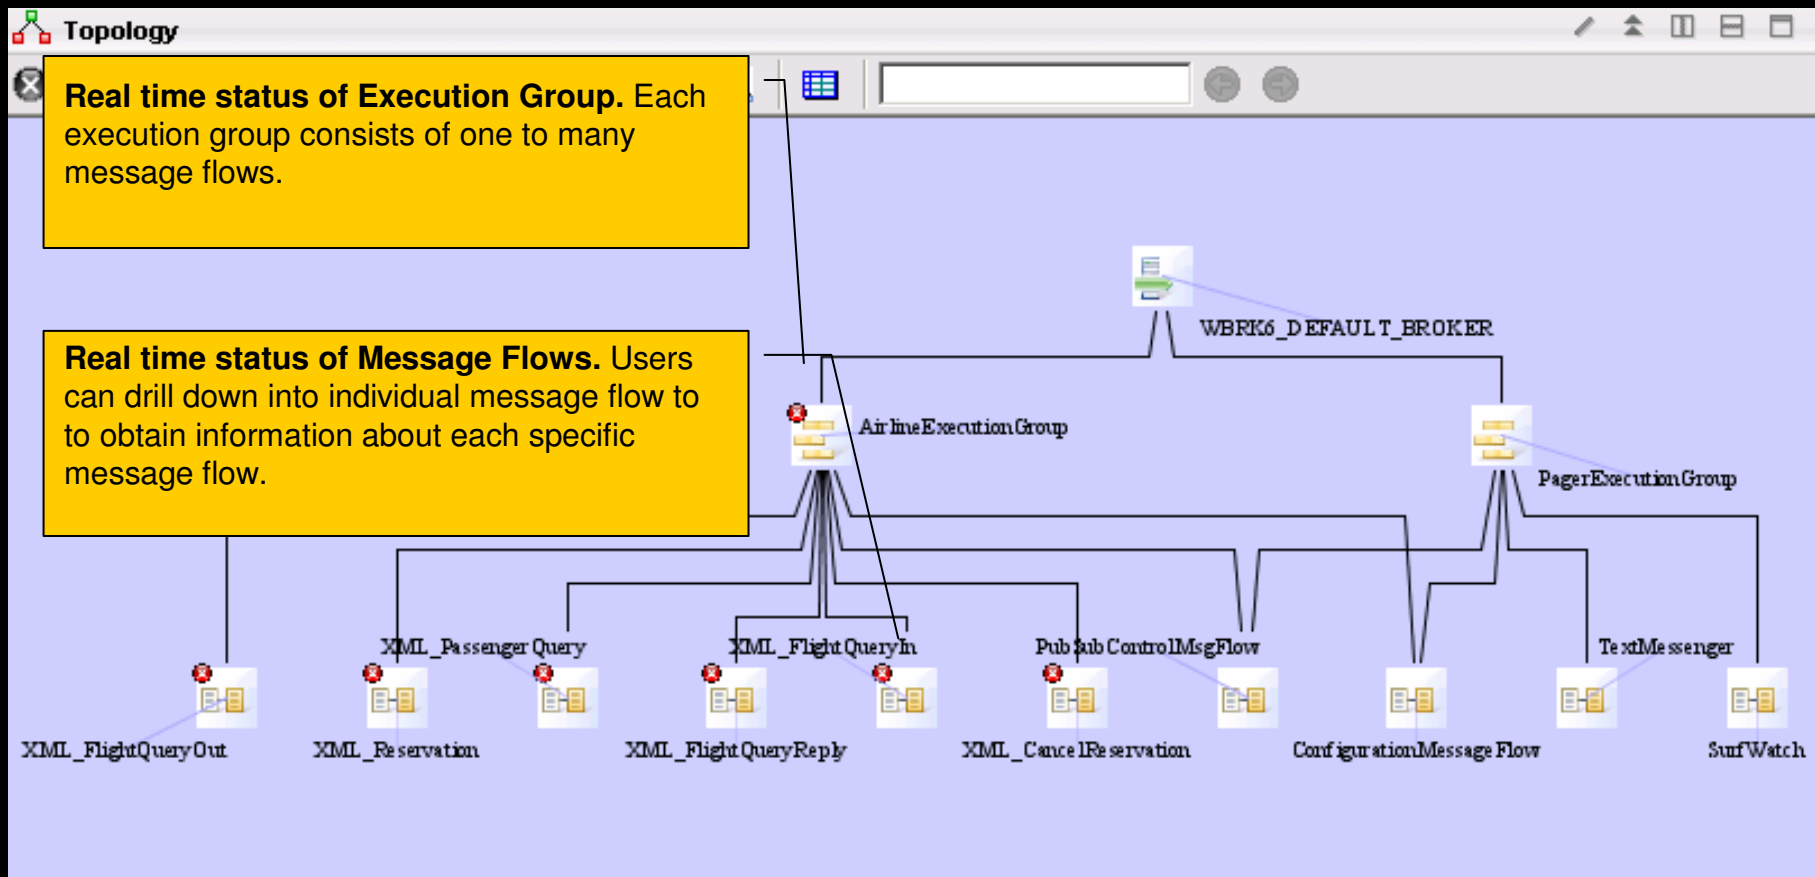 Topology
Real time status of Execution Group. Each
execution group consists of one to many
message flows.
WBRK6_DEFAULT_BROKER
Real time status of Message Flows. Users
can drill down into individual message flow to
to obtain information about each specific
message flow.
AirlineExecutionGroup
PagerExecutionGroup
XML_PassengerQuery
XML_FlightQueryIn
PubSubControlMsgFlow
TextMessenger
XML_FlightQueryOut
XML_Reservation
XML_FlightQueryReply
XML_CancelReservation
ConfigurationMessageFlow
SurfWatch